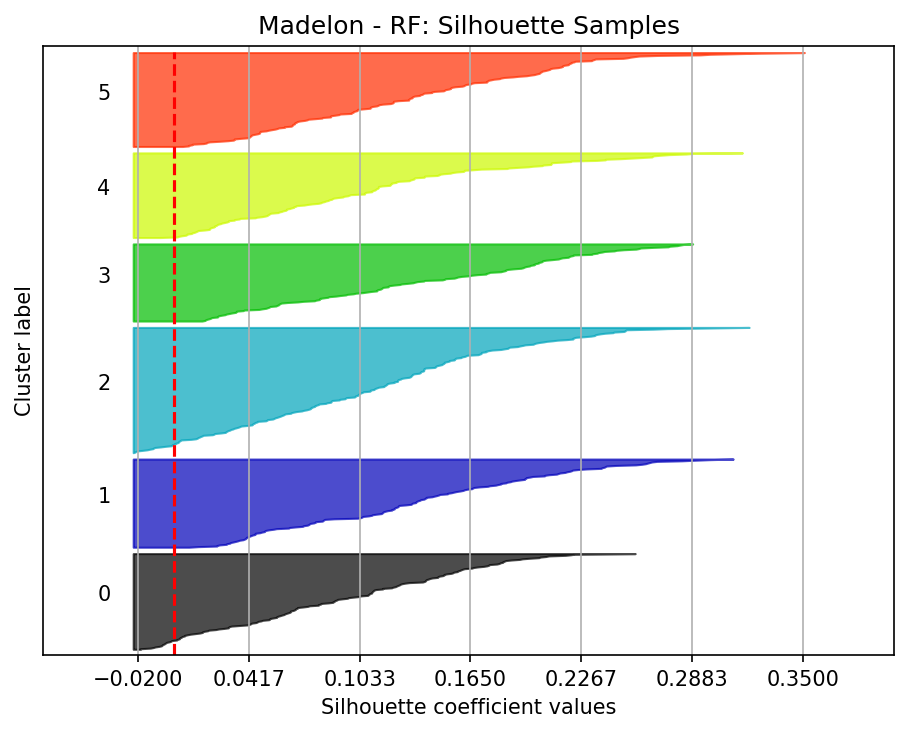 Madelon - RF: Silhouette Samples
5
4
3
2
1
0
Cluster label
−0.0200 0.0417 0.1033 0.1650 0.2267 0.2883 0.3500
Silhouette coefficient values